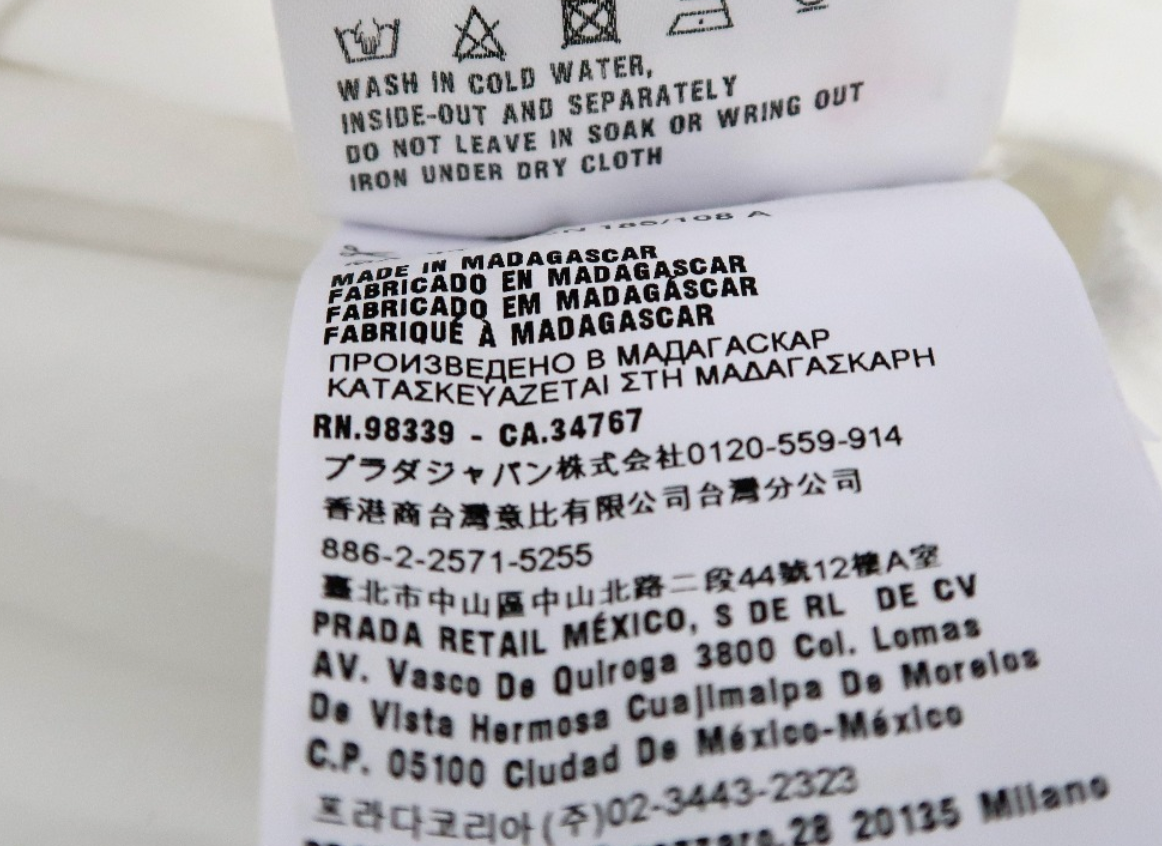 WASH IN COLD WATER,
INSIDE-OUT AND SEPARATELY
DO NOT LEAVE IN SOAK OR WRING OUT
IRON UNDER DRY CLOTH
186/108 A
MADE IN MADAGASCAR
FABRICADO EN MADAGASCAR
FABRICADO EM MADAGÁSCAR
FABRIQUÉ À MADAGASCAR
ПРОИЗВЕДЕНО В МАДАГАСКАР
ΚΑΤΑΣΚΕΥΑΖΕΤΑΙ ΣΤΗ ΜΑΔΑΓΑΣΚΑΡΗ
RN.98339 - CA.34767
プラダジャパン株式会社0120-559-914
香港商台灣意比有限公司台灣分公司
886-2-2571-5255
臺北市中山區中山北路二段44號12樓A室
PRADA RETAIL MÉXICO, S DE RL DE CV
AV. Vasco De Quiroga 3800 Col. Lomas
De Vista Hermosa Cuajimalpa De Morelos
C.P. 05100 Ciudad De México-México
프라다코리아(주)02-3443-2323
28 20135 Milano